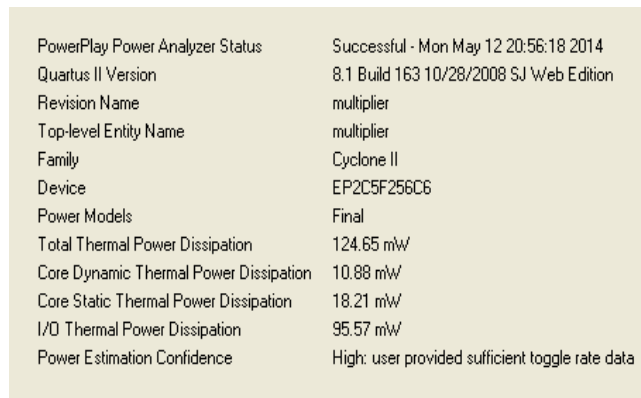 PowerPlay Power Analyzer Status Successful - Mon May 12 20:56:18 2014
Quartus II Version 8.1 Build 163 10/28/2008 SJ Web Edition
Revision Name multiplier
Top-level Entity Name multiplier
Family Cyclone II
Device EP2C5F256C6
Power Models Final
Total Thermal Power Dissipation 124.65 mW
Core Dynamic Thermal Power Dissipation 10.88 mW
Core Static Thermal Power Dissipation 18.21 mW
I/O Thermal Power Dissipation 95.57 mW
Power Estimation Confidence High: user provided sufficient toggle rate data